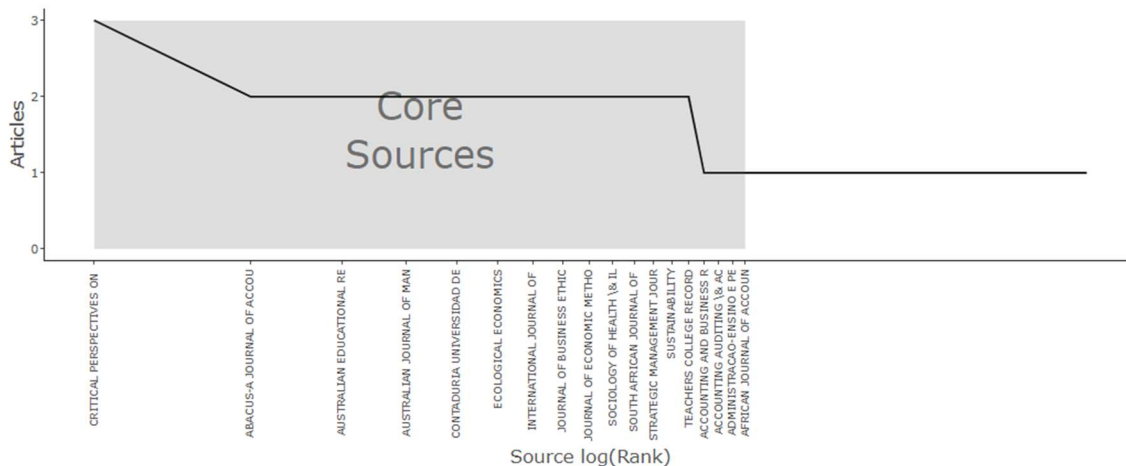 3
2
1
0
Articles
Core
Sources
CRITICAL PERSPECTIVES ON
ABACUS-A JOURNAL OF ACCOU
AUSTRALIAN EDUCATIONAL RE
AUSTRALIAN JOURNAL OF MAN
CONTADURIA UNIVERSIDAD DE
ECOLOGICAL ECONOMICS
INTERNATIONAL JOURNAL OF
JOURNAL OF BUSINESS ETHIC
JOURNAL OF ECONOMIC METHO
SOCIOLOGY OF HEALTH \& IL
SOUTH AFRICAN JOURNAL OF
STRATEGIC MANAGEMENT JOUR
SUSTAINABILITY
TEACHERS COLLEGE RECORD
ACCOUNTING AND BUSINESS R
ACCOUNTING AUDITING \& AC
ADMINISTRACAO-ENSINO E PE
AFRICAN JOURNAL OF ACCOUN
Source log(Rank)